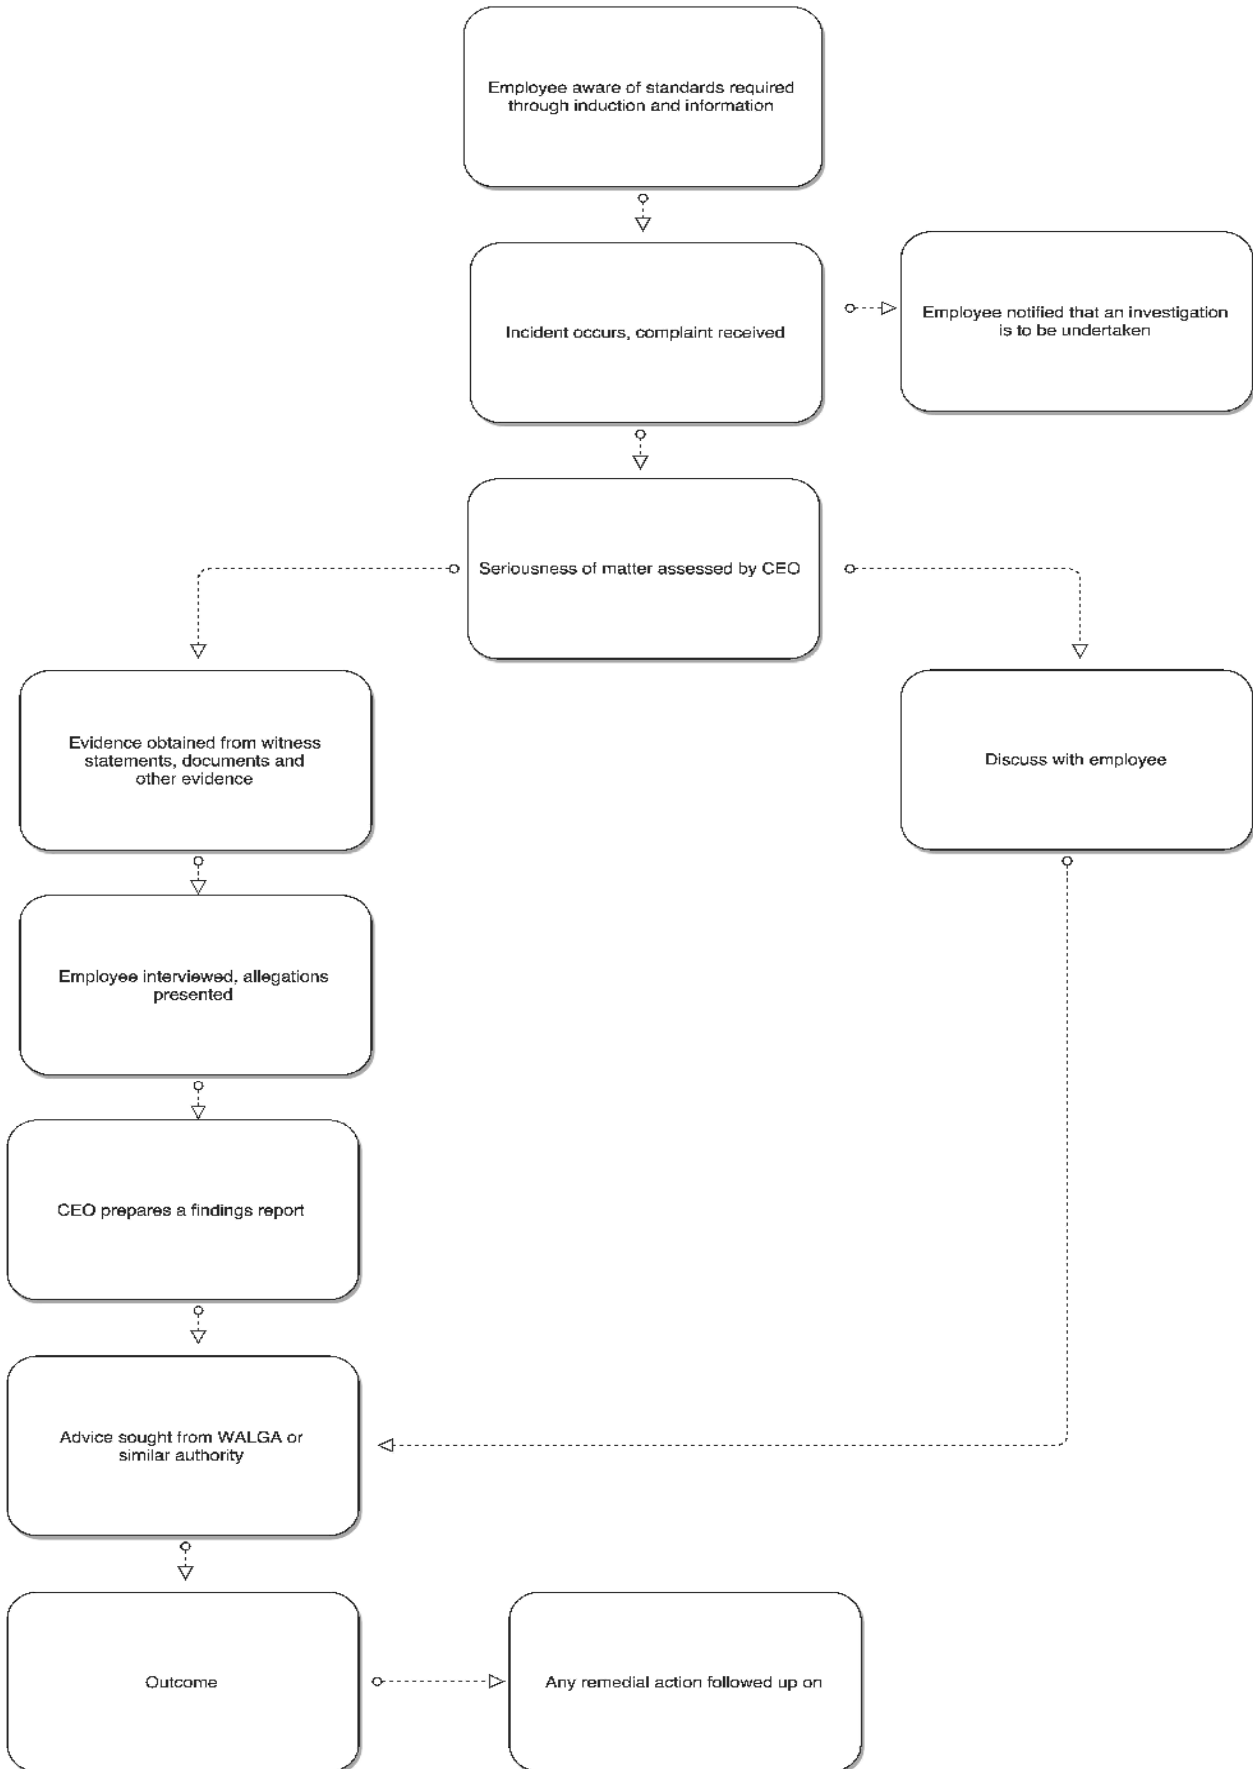 Employee aware of standards required
through induction and information
Incident occurs, complaint received
Employee notified that an investigation
is to be undertaken
Seriousness of matter assessed by CEO
Evidence obtained from witness
statements, documents and
other evidence
Discuss with employee
Employee interviewed, allegations
presented
CEO prepares a findings report
Advice sought from WALGA or
similar authority
Outcome
Any remedial action followed up on